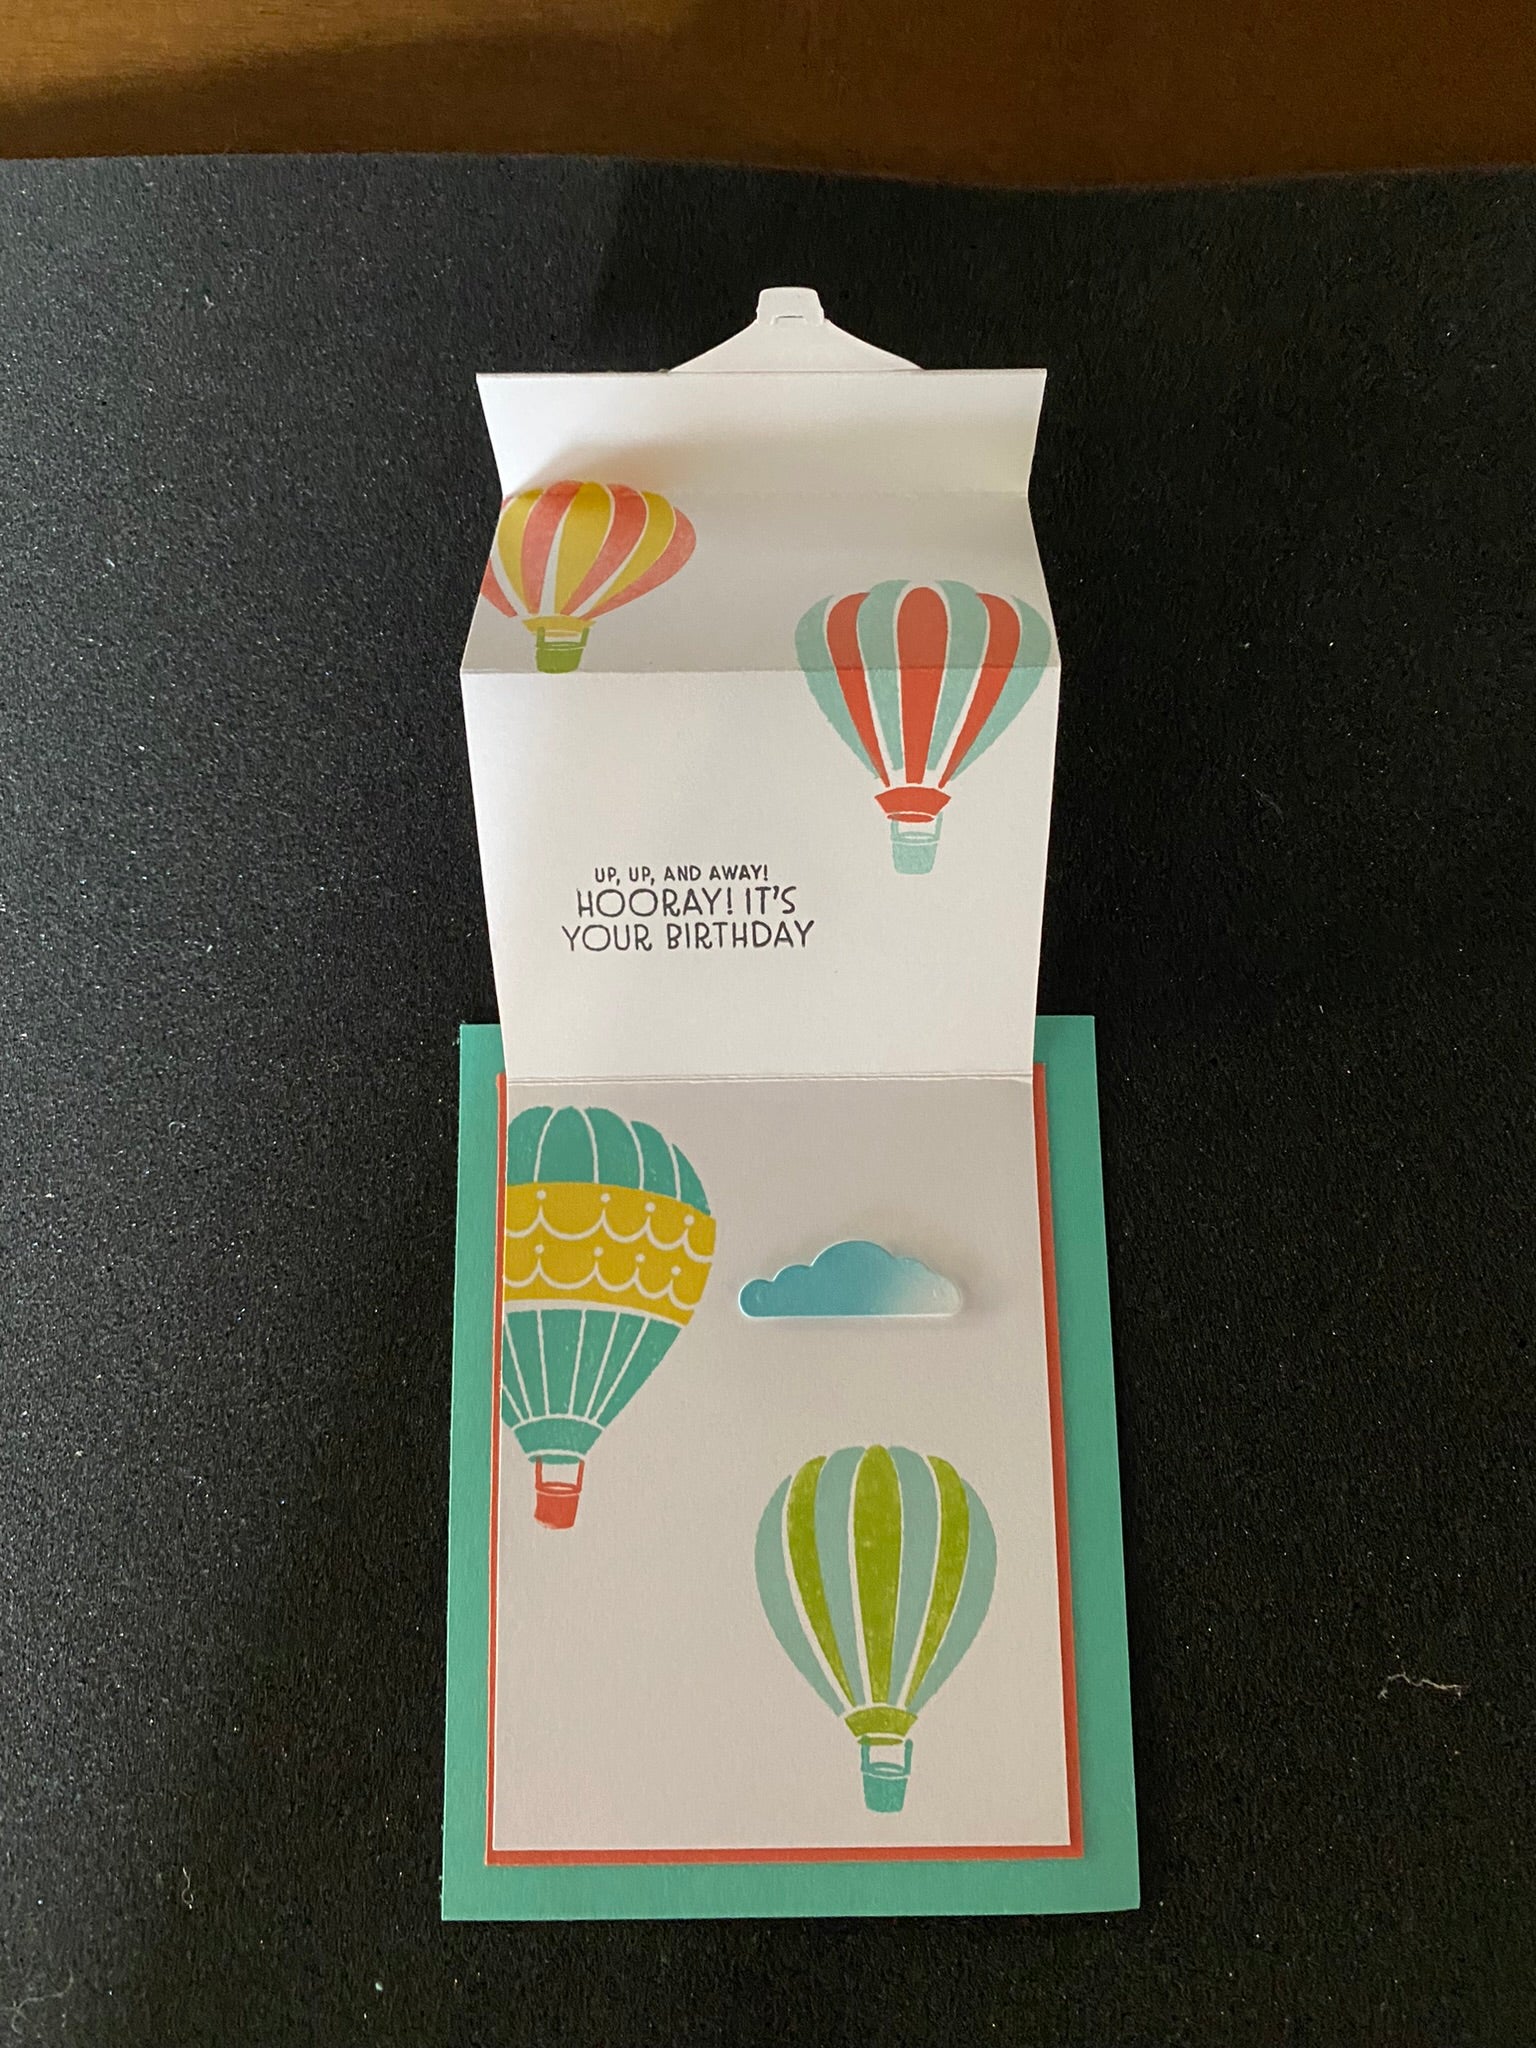 UP, UP, AND AWAY!
HOORAY! IT'S
YOUR BIRTHDAY